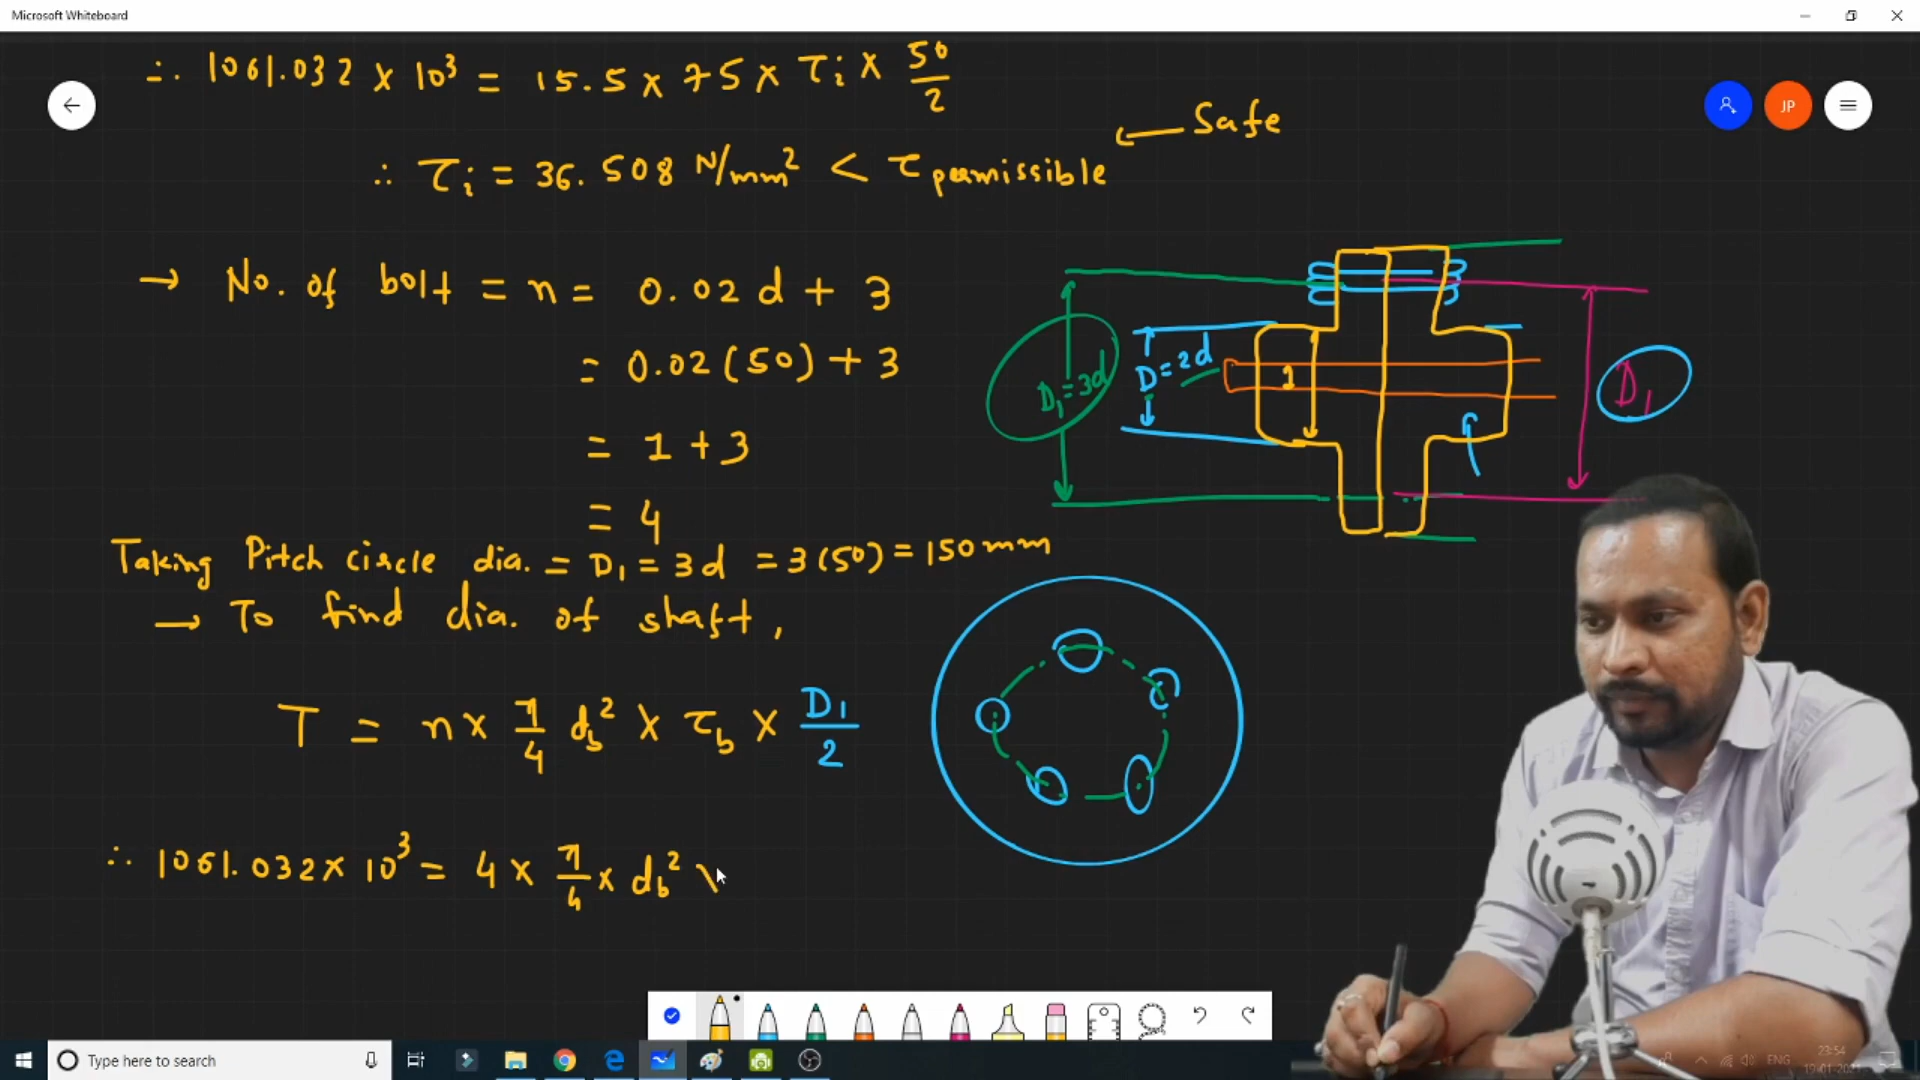 Microsoft Whiteboard
∴ 1061.032 × 10³ = 15.5 × 75 × τi × 50/2
← Safe
∴ τi = 36.508 N/mm² < τ permissible
JP
→ No. of bolt = n = 0.02 d + 3
= 0.02 (50) + 3
= 1 + 3
= 4
D₁ = 3d
D = 2d
D₁
Taking Pitch circle dia. = D₁ = 3d = 3(50) = 150 mm
→ To find dia. of shaft,
T = n × π/4 db² × τb × D₁/2
∴ 1061.032 × 10³ = 4 × π/4 × db²
Type here to search
ENG
23:54